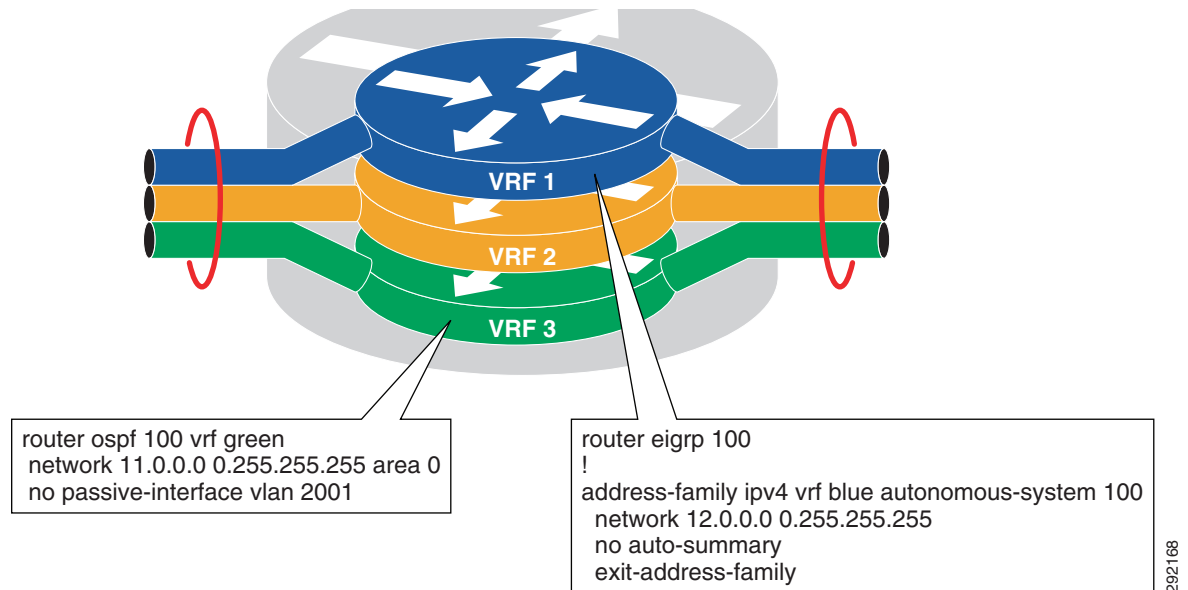 VRF 1
VRF 2
VRF 3
router ospf 100 vrf green
network 11.0.0.0 0.255.255.255 area 0
no passive-interface vlan 2001
router eigrp 100
!
address-family ipv4 vrf blue autonomous-system 100
network 12.0.0.0 0.255.255.255
no auto-summary
exit-address-family
292168